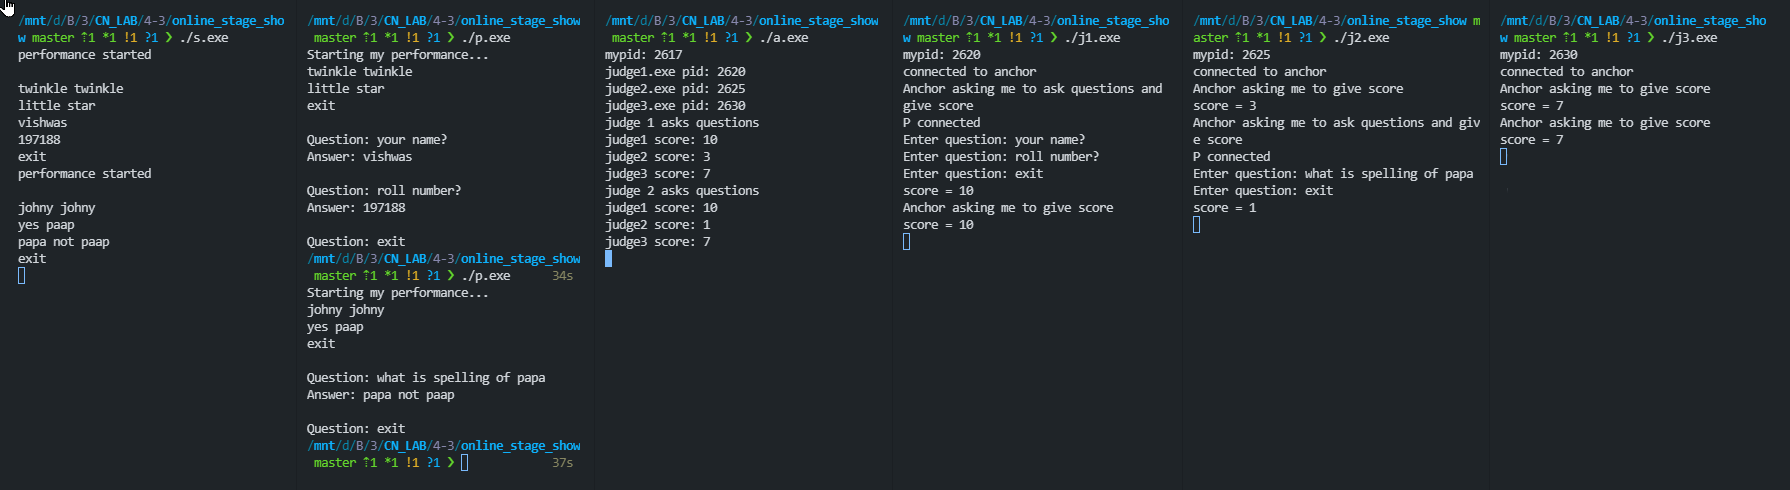 /mnt/d/B/3/CN_LAB/4-3/online_stage_sho
w master ⇡1 *1 !1 ?1 ❯ ./s.exe
performance started
twinkle twinkle
little star
vishwas
197188
exit
performance started
johny johny
yes paap
papa not paap
exit
/mnt/d/B/3/CN_LAB/4-3/online_stage_show
master ⇡1 *1 !1 ?1 ❯ ./p.exe
Starting my performance...
twinkle twinkle
little star
exit
Question: your name?
Answer: vishwas
Question: roll number?
Answer: 197188
Question: exit
/mnt/d/B/3/CN_LAB/4-3/online_stage_show
master ⇡1 *1 !1 ?1 ❯ ./p.exe 34s
Starting my performance...
johny johny
yes paap
exit
Question: what is spelling of papa
Answer: papa not paap
Question: exit
/mnt/d/B/3/CN_LAB/4-3/online_stage_show
master ⇡1 *1 !1 ?1 ❯ 37s
/mnt/d/B/3/CN_LAB/4-3/online_stage_show
master ⇡1 *1 !1 ?1 ❯ ./a.exe
mypid: 2617
judge1.exe pid: 2620
judge2.exe pid: 2625
judge3.exe pid: 2630
judge 1 asks questions
judge1 score: 10
judge2 score: 3
judge3 score: 7
judge 2 asks questions
judge1 score: 10
judge2 score: 1
judge3 score: 7
/mnt/d/B/3/CN_LAB/4-3/online_stage_sho
w master ⇡1 *1 !1 ?1 ❯ ./j1.exe
mypid: 2620
connected to anchor
Anchor asking me to ask questions and
give score
P connected
Enter question: your name?
Enter question: roll number?
Enter question: exit
score = 10
Anchor asking me to give score
score = 10
/mnt/d/B/3/CN_LAB/4-3/online_stage_show m
aster ⇡1 *1 !1 ?1 ❯ ./j2.exe
mypid: 2625
connected to anchor
Anchor asking me to give score
score = 3
Anchor asking me to ask questions and giv
e score
P connected
Enter question: what is spelling of papa
Enter question: exit
score = 1
/mnt/d/B/3/CN_LAB/4-3/online_stage_sho
w master ⇡1 *1 !1 ?1 ❯ ./j3.exe
mypid: 2630
connected to anchor
Anchor asking me to give score
score = 7
Anchor asking me to give score
score = 7